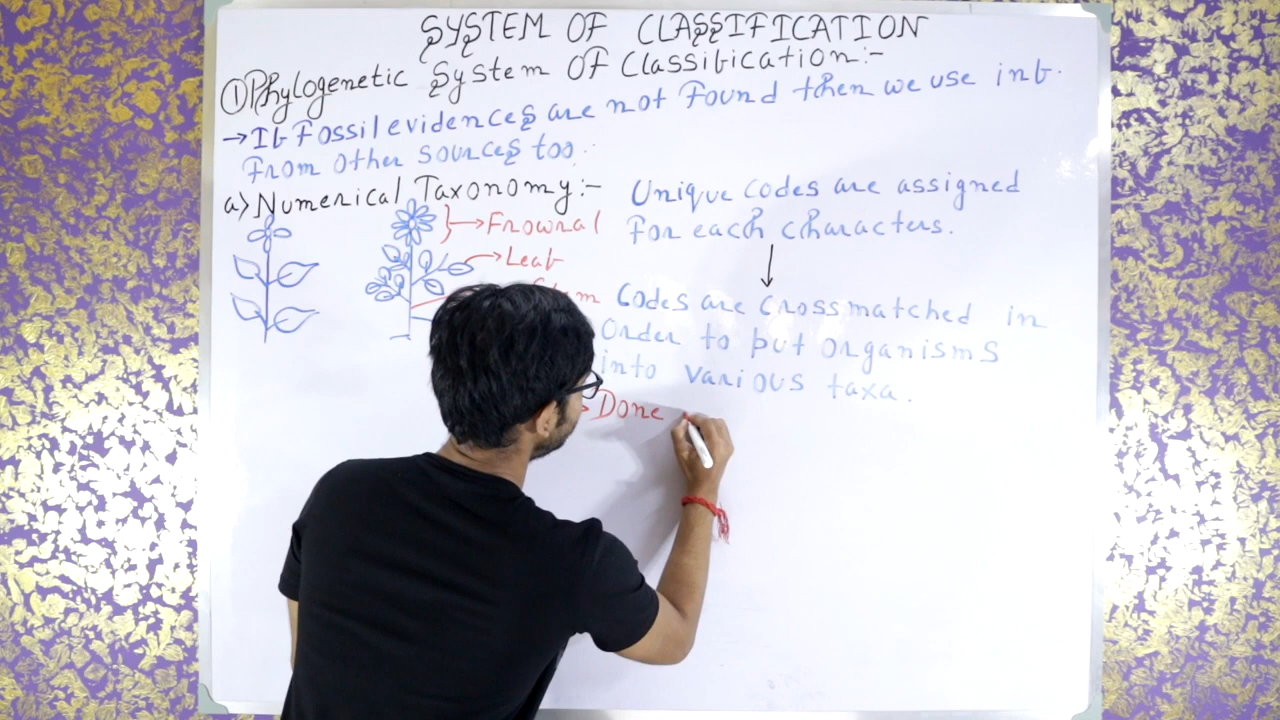 SYSTEM OF CLASSIFICATION
① Phylogenetic System OF Classification:-
→ If Fossil evidences are not Found then we use inf.
From other sources too.
a) Numerical Taxonomy:-
→ Frowral
→ Leaf
Unique codes are assigned
For each characters.
Codes are crossmatched in
Order to put organisms
into various taxa.
→ Done